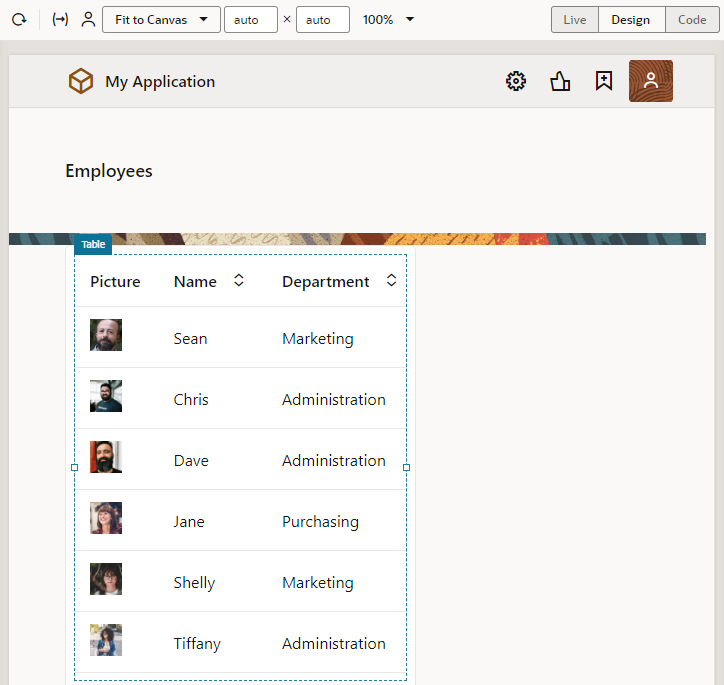 Fit to Canvas auto × auto 100% Live Design Code
My Application
Employees
Table
Picture Name Department
Sean Marketing
Chris Administration
Dave Administration
Jane Purchasing
Shelly Marketing
Tiffany Administration